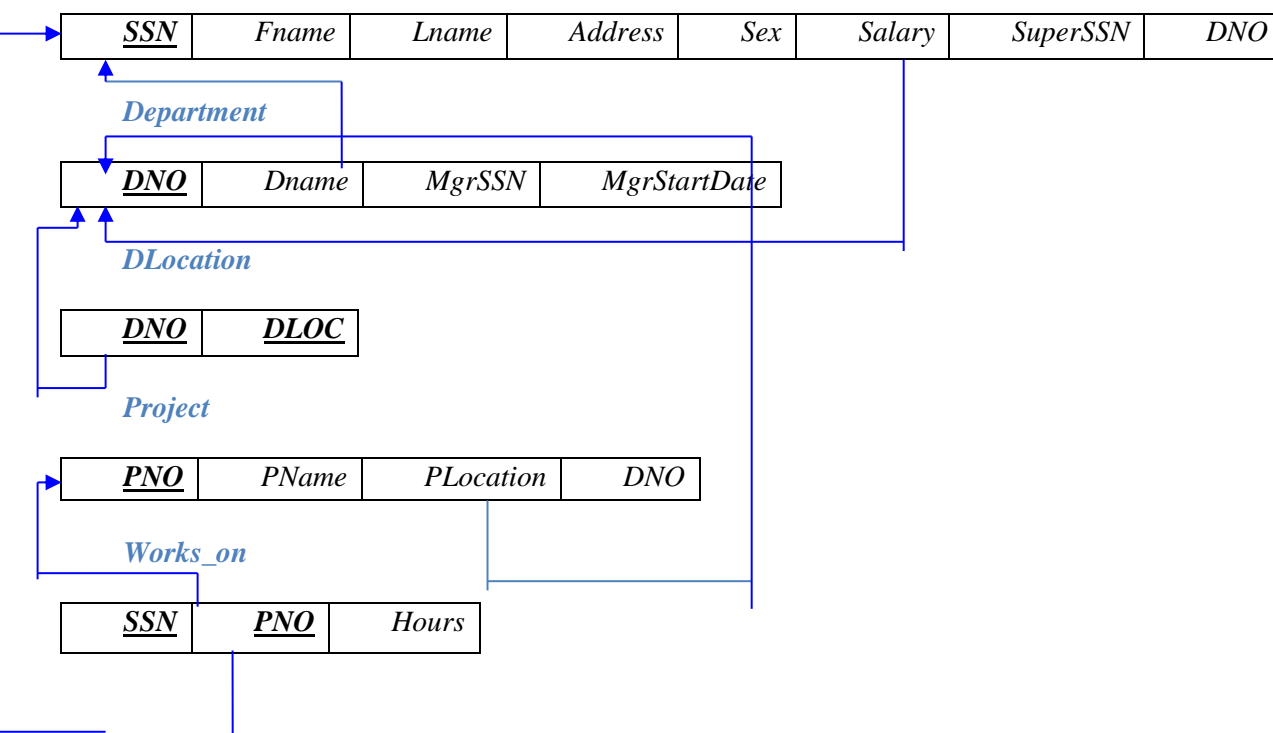 SSN Fname Lname Address Sex Salary SuperSSN DNO
Department
DNO Dname MgrSSN MgrStartDate
DLocation
DNO DLOC
Project
PNO PName PLocation DNO
Works_on
SSN PNO Hours